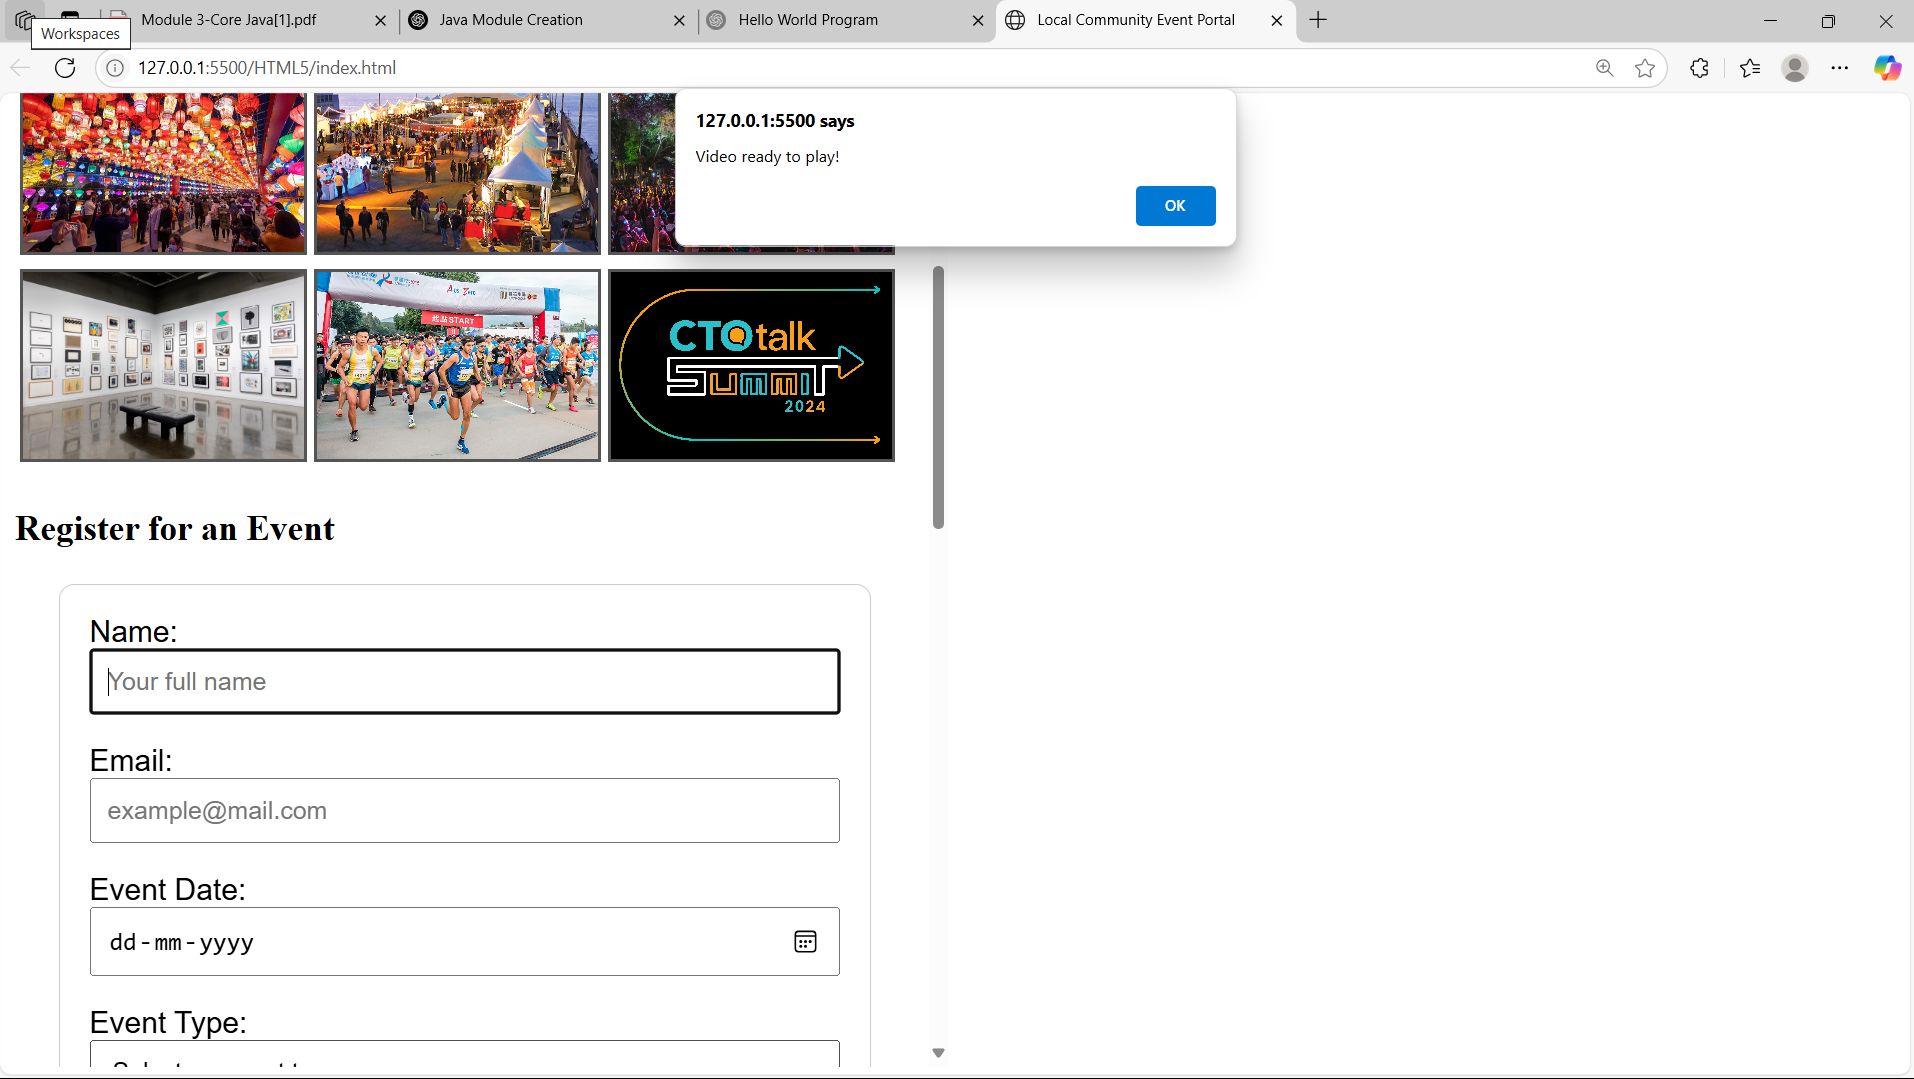 Module 3-Core Java[1].pdf
Java Module Creation
Hello World Program
Local Community Event Portal
Workspaces
127.0.0.1:5500/HTML5/index.html
127.0.0.1:5500 says
Video ready to play!
OK
起點 START
CTOtalk
SUMMIT
2024
Register for an Event
Name:
Your full name
Email:
example@mail.com
Event Date:
dd-mm-yyyy
Event Type: